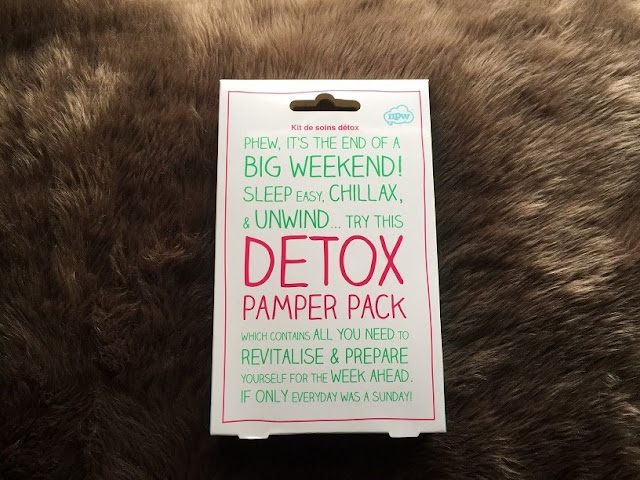 npw
Kit de soins détox
PHEW, IT'S THE END OF A
BIG WEEKEND!
SLEEP EASY, CHILLAX,
& UNWIND... TRY THIS
DETOX
PAMPER PACK
WHICH CONTAINS ALL YOU NEED TO
REVITALISE & PREPARE
YOURSELF FOR THE WEEK AHEAD.
IF ONLY EVERYDAY WAS A SUNDAY!